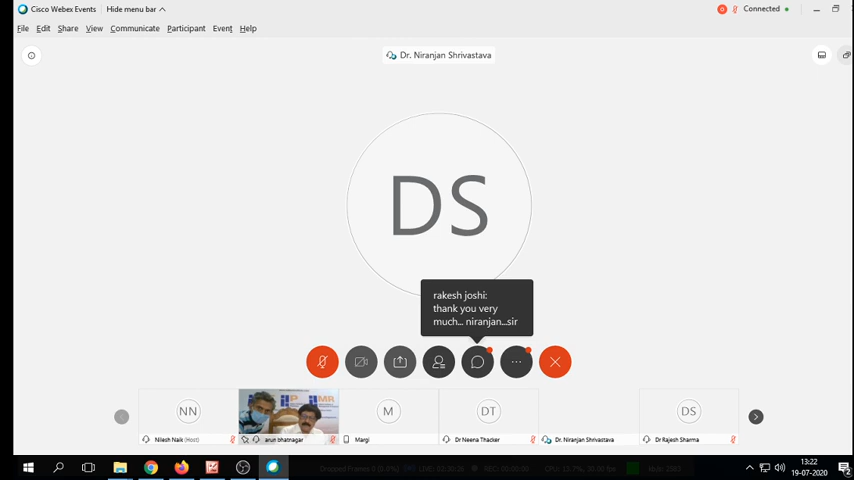 Cisco Webex Events
Hide menu bar
Connected
File Edit Share View Communicate Participant Event Help
Dr. Niranjan Shrivastava
DS
rakesh joshi:
thank you very
much... niranjan...sir
NN
M
DT
DS
Nilesh Naik (Host)
arun bhatnagar
Margi
Dr Neena Thacker
Dr. Niranjan Shrivastava
Dr Rajesh Sharma
13:22
19-07-2020
2